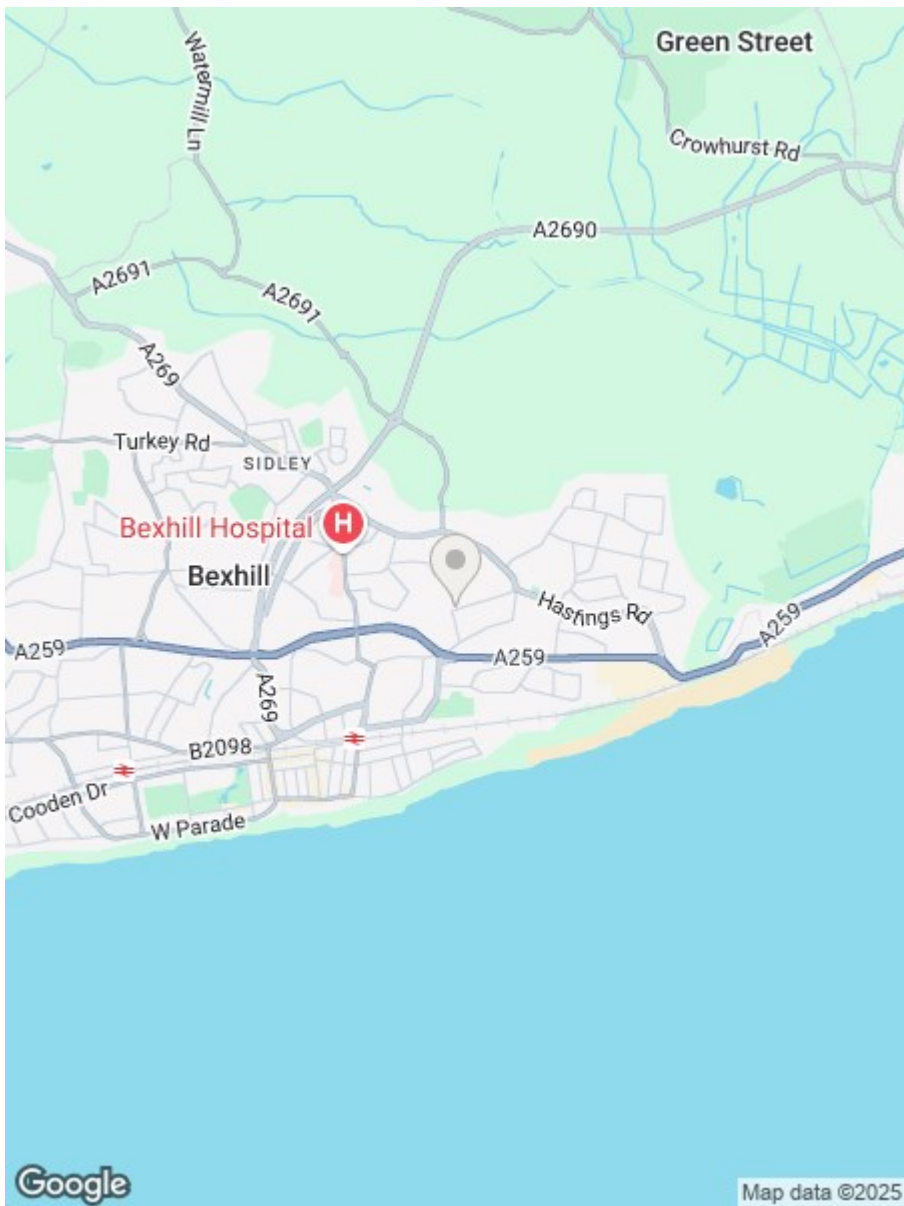 Green Street
Watermill Ln
Crowhurst Rd
A2690
A2691
A2691
A269
Turkey Rd
SIDLEY
Bexhill Hospital
H
Bexhill
Hastings Rd
A259
A259
A259
A269
B2098
Cooden Dr
W Parade
Google
Map data ©2025